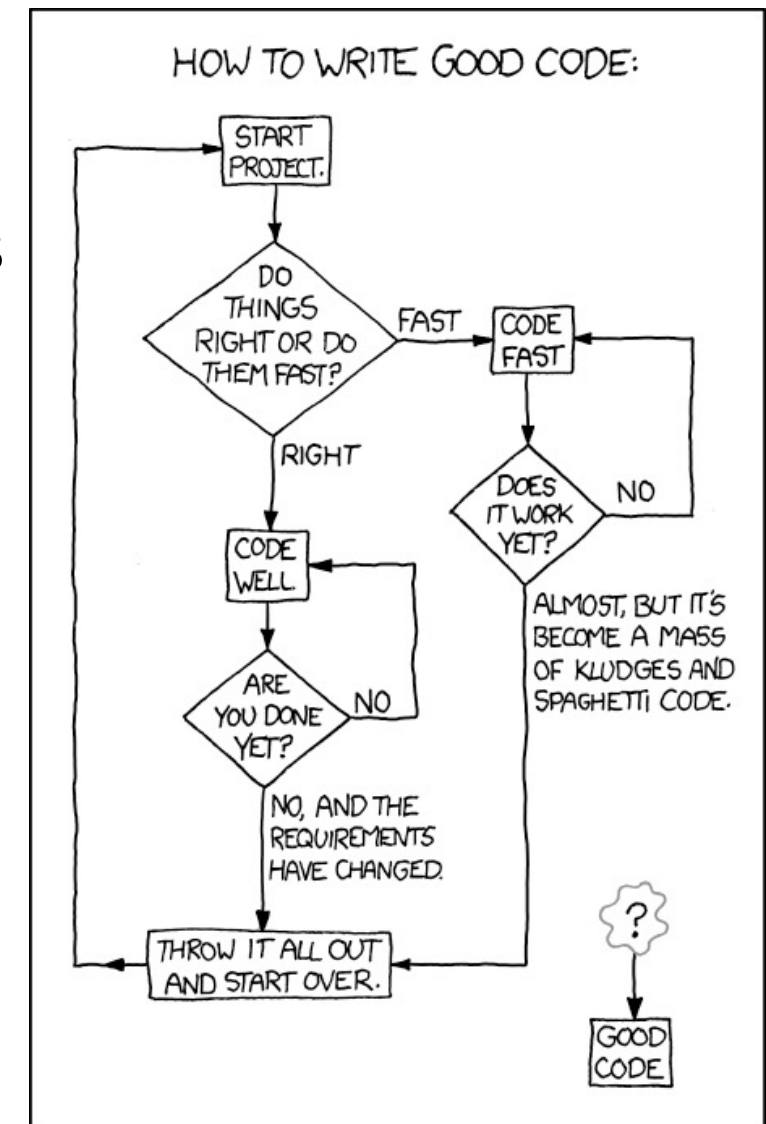 HOW TO WRITE GOOD CODE:
START
PROJECT.
DO
THINGS
RIGHT OR DO
THEM FAST?
FAST
CODE
FAST
RIGHT
DOES
IT WORK
YET?
NO
CODE
WELL.
ALMOST, BUT IT'S
BECOME A MASS
OF KLUDGES AND
SPAGHETTI CODE.
ARE
YOU DONE
YET?
NO
NO, AND THE
REQUIREMENTS
HAVE CHANGED.
THROW IT ALL OUT
AND START OVER.
?
GOOD
CODE